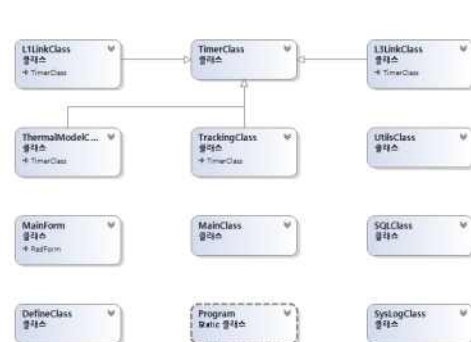 L1LinkClass
클래스
→ TimerClass
TimerClass
클래스
L3LinkClass
클래스
→ TimerClass
ThermalModelC...
클래스
→ TimerClass
TrackingClass
클래스
→ TimerClass
UtilsClass
클래스
MainForm
클래스
→ RadForm
MainClass
클래스
SQLClass
클래스
DefineClass
클래스
Program
Static 클래스
SysLogClass
클래스